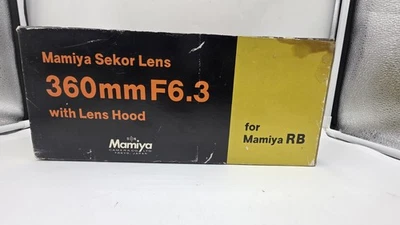 Mamiya Sekor Lens
360mm F6.3
with Lens Hood
Mamiya
for
Mamiya RB